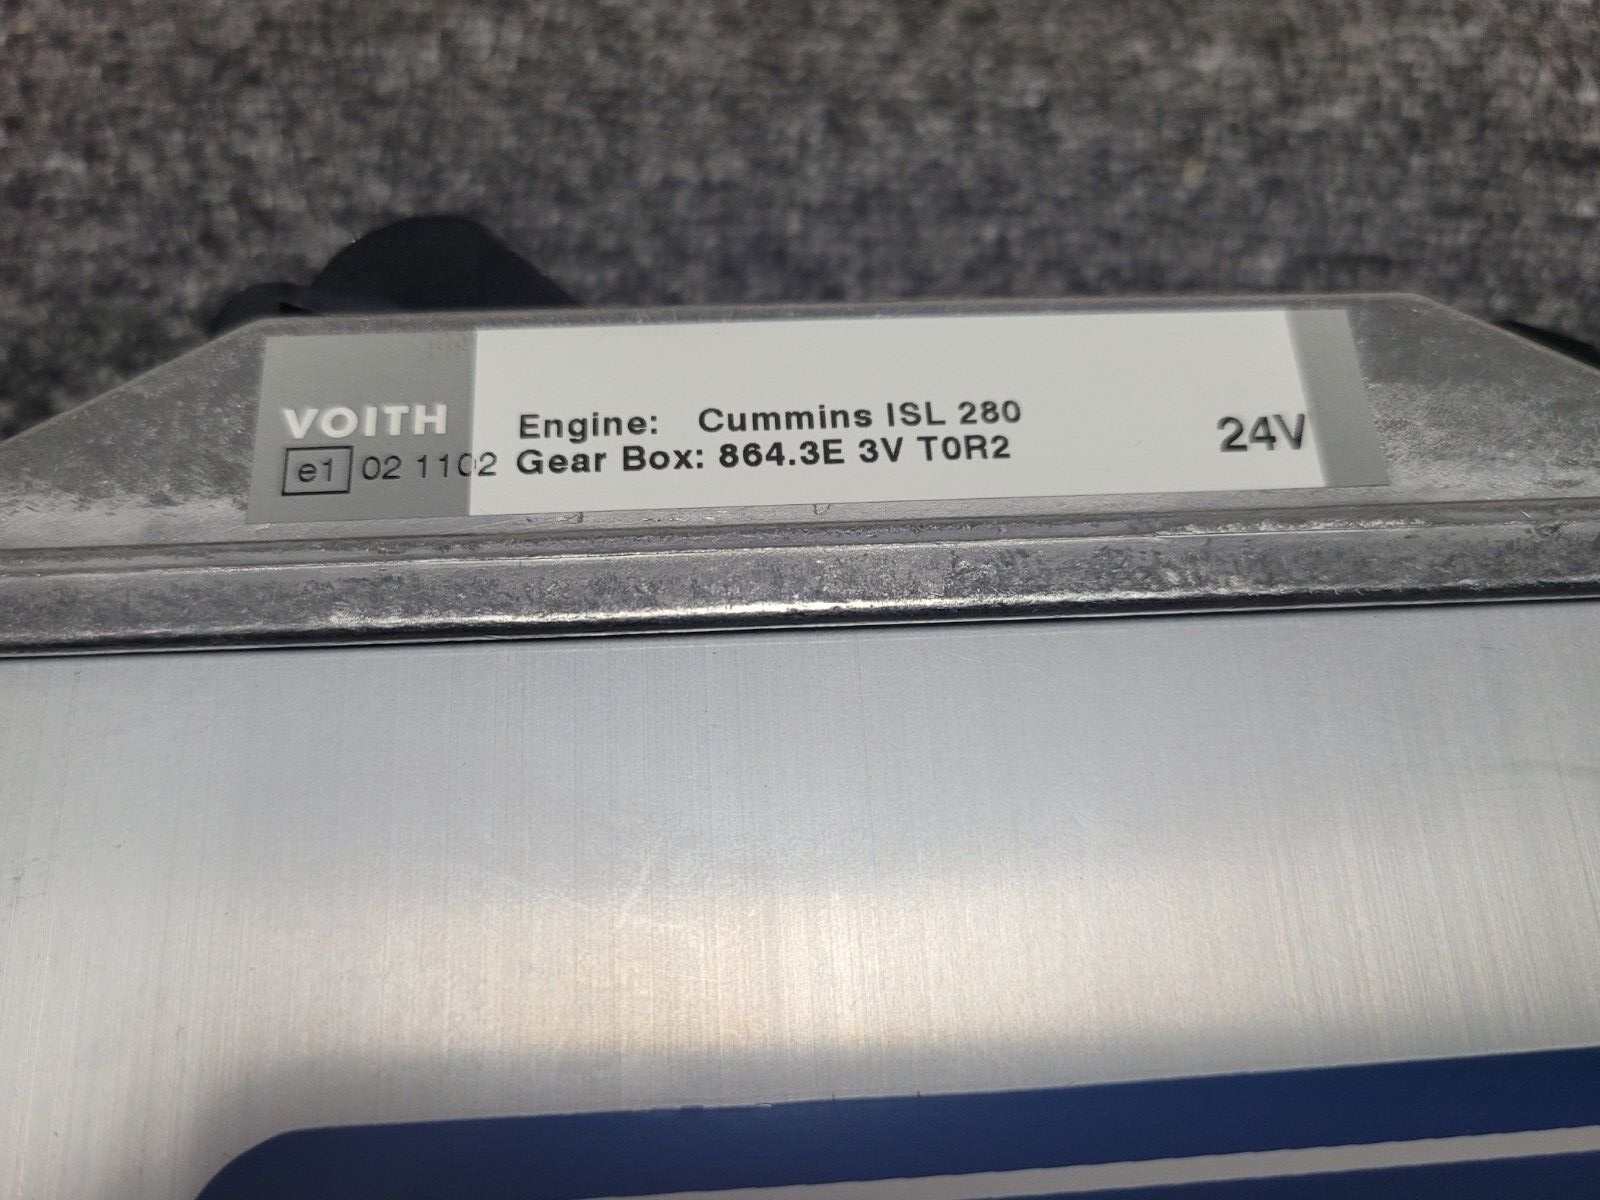 VOITH
Engine: Cummins ISL 280
e1 02 1102 Gear Box: 864.3E 3V T0R2
24V